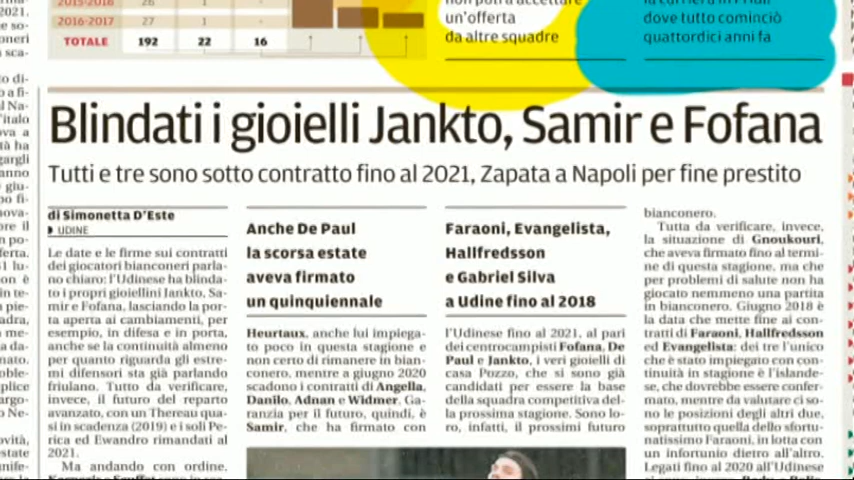 2015-2016 26 1 -
2016-2017 27 1 -
TOTALE 192 22 16
non potrà accettare
un'offerta
da altre squadre
la carriera in Friuli
dove tutto cominciò
quattordici anni fa
Blindati i gioielli Jankto, Samir e Fofana
Tutti e tre sono sotto contratto fino al 2021, Zapata a Napoli per fine prestito
di Simonetta D'Este
UDINE
Le date e le firme sui contratti
dei giocatori bianconeri parla-
no chiaro: l'Udinese ha blinda-
to i propri gioiellini Jankto, Sa-
mir e Fofana, lasciando la por-
ta aperta ai cambiamenti, per
esempio, in difesa e in porta,
anche se la continuità almeno
per quanto riguarda gli estre-
mi difensori sta già parlando
friulano. Tutto da verificare,
invece, il futuro del reparto
avanzato, con un Thereau qua-
si in scadenza (2019) e i soli Pe-
rica ed Ewandro rimandati al
2021.
Ma andando con ordine.
Anche De Paul
la scorsa estate
aveva firmato
un quinquiennale
Heurtaux, anche lui impiega-
to poco in questa stagione e
non certo di rimanere in bian-
conero, mentre a giugno 2020
scadono i contratti di Angella,
Danilo, Adnan e Widmer. Ga-
ranzia per il futuro, quindi, è
Samir, che ha firmato con
Faraoni, Evangelista,
Hallfredsson
e Gabriel Silva
a Udine fino al 2018
l'Udinese fino al 2021, al pari
dei centrocampisti Fofana, De
Paul e Jankto, i veri gioielli di
casa Pozzo, che si sono già
candidati per essere la base
della squadra competitiva del-
la prossima stagione. Sono lo-
ro, infatti, il prossimi futuro
bianconero.
Tutta da verificare, invece,
la situazione di Gnoukouri,
che aveva firmato fino al termi-
ne di questa stagione, ma che
per problemi di salute non ha
giocato nemmeno una partita
in bianconero. Giugno 2018 è
la data che mette fine ai con-
tratti di Faraoni, Hallfredsson
ed Evangelista: dei tre l'unico
che è stato impiegato con con-
tinuità in stagione è l'islande-
se, che dovrebbe essere confer-
mato, mentre da valutare ci so-
no le posizioni degli altri due,
soprattutto quella dello sfortu-
natissimo Faraoni, in lotta con
un infortunio dietro all'altro.
Legati fino al 2020 all'Udinese